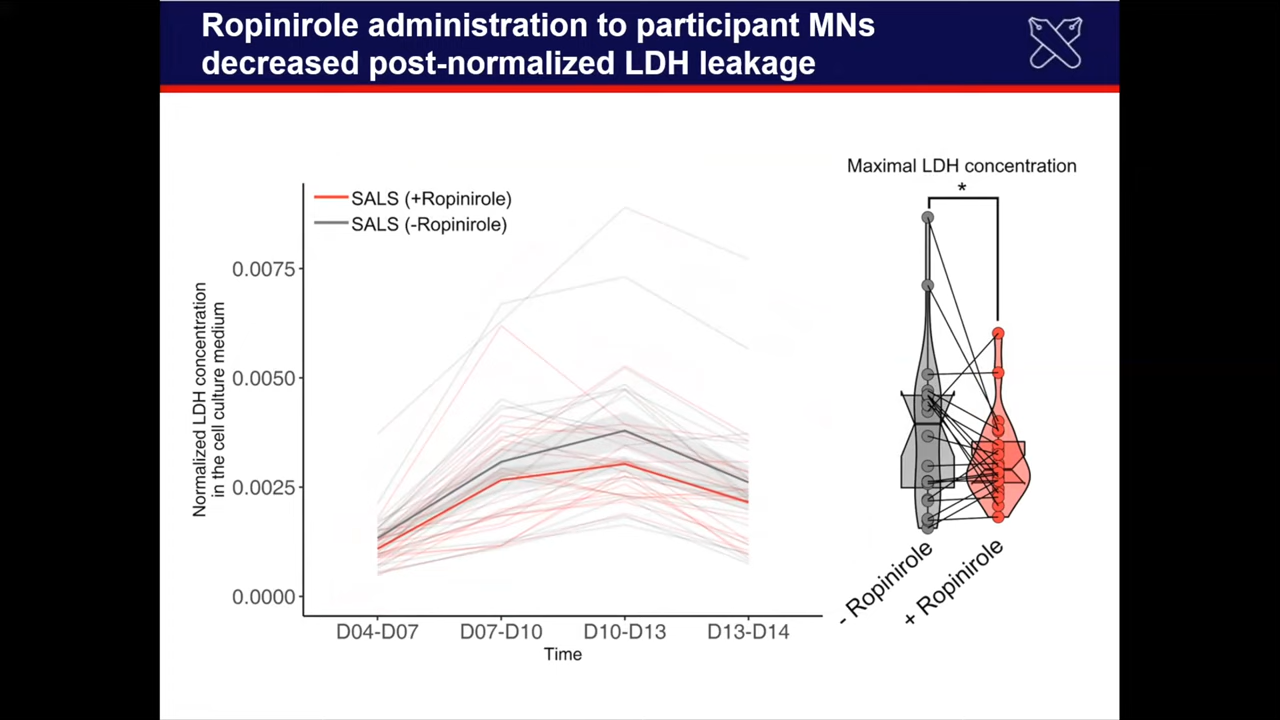 Ropinirole administration to participant MNs
decreased post-normalized LDH leakage
Maximal LDH concentration
*
SALS (+Ropinirole)
SALS (-Ropinirole)
Normalized LDH concentration
in the cell culture medium
0.0075
0.0050
0.0025
0.0000
D04-D07 D07-D10 D10-D13 D13-D14
Time
- Ropinirole
+ Ropinirole